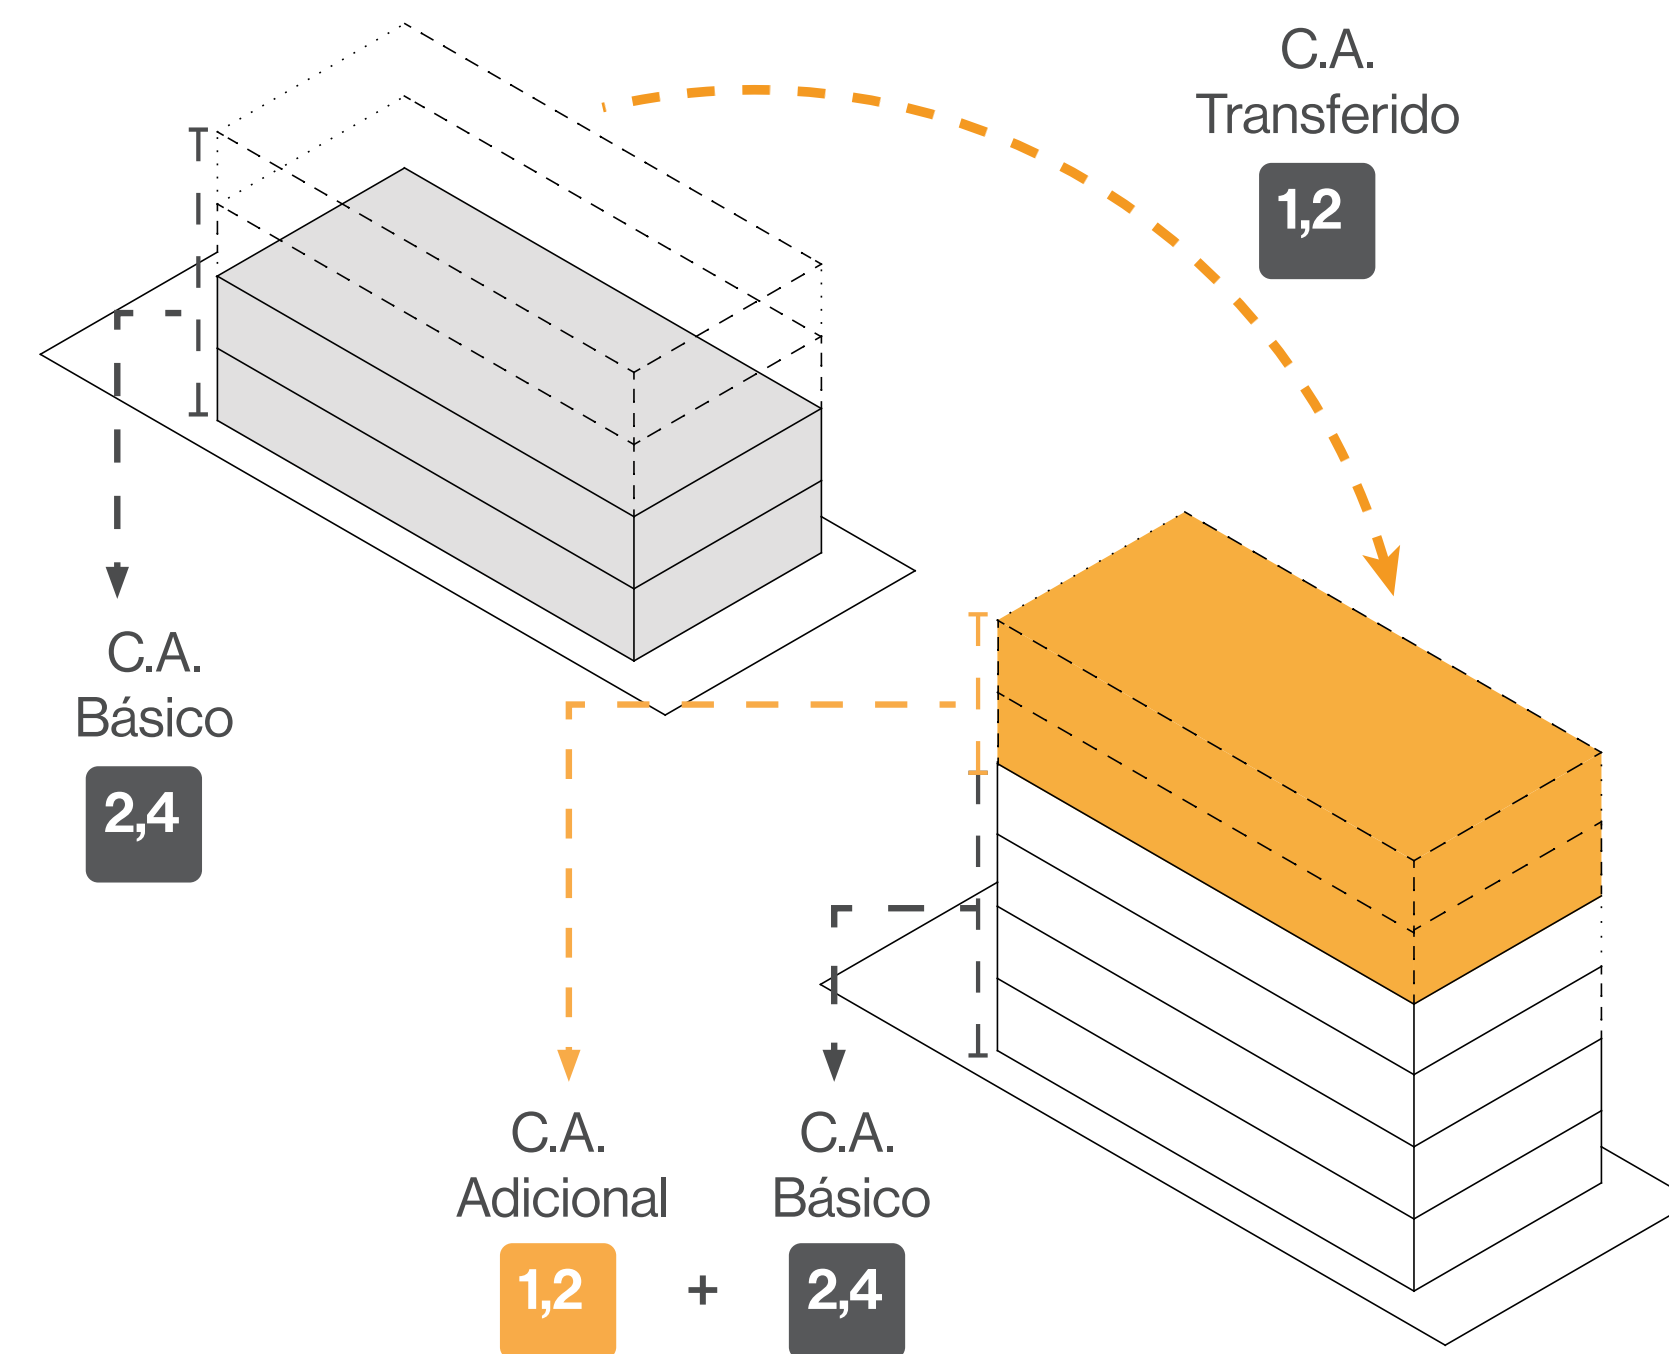 C.A.
Transferido
1,2
C.A.
Básico
2,4
C.A.
Adicional
1,2
+
C.A.
Básico
2,4